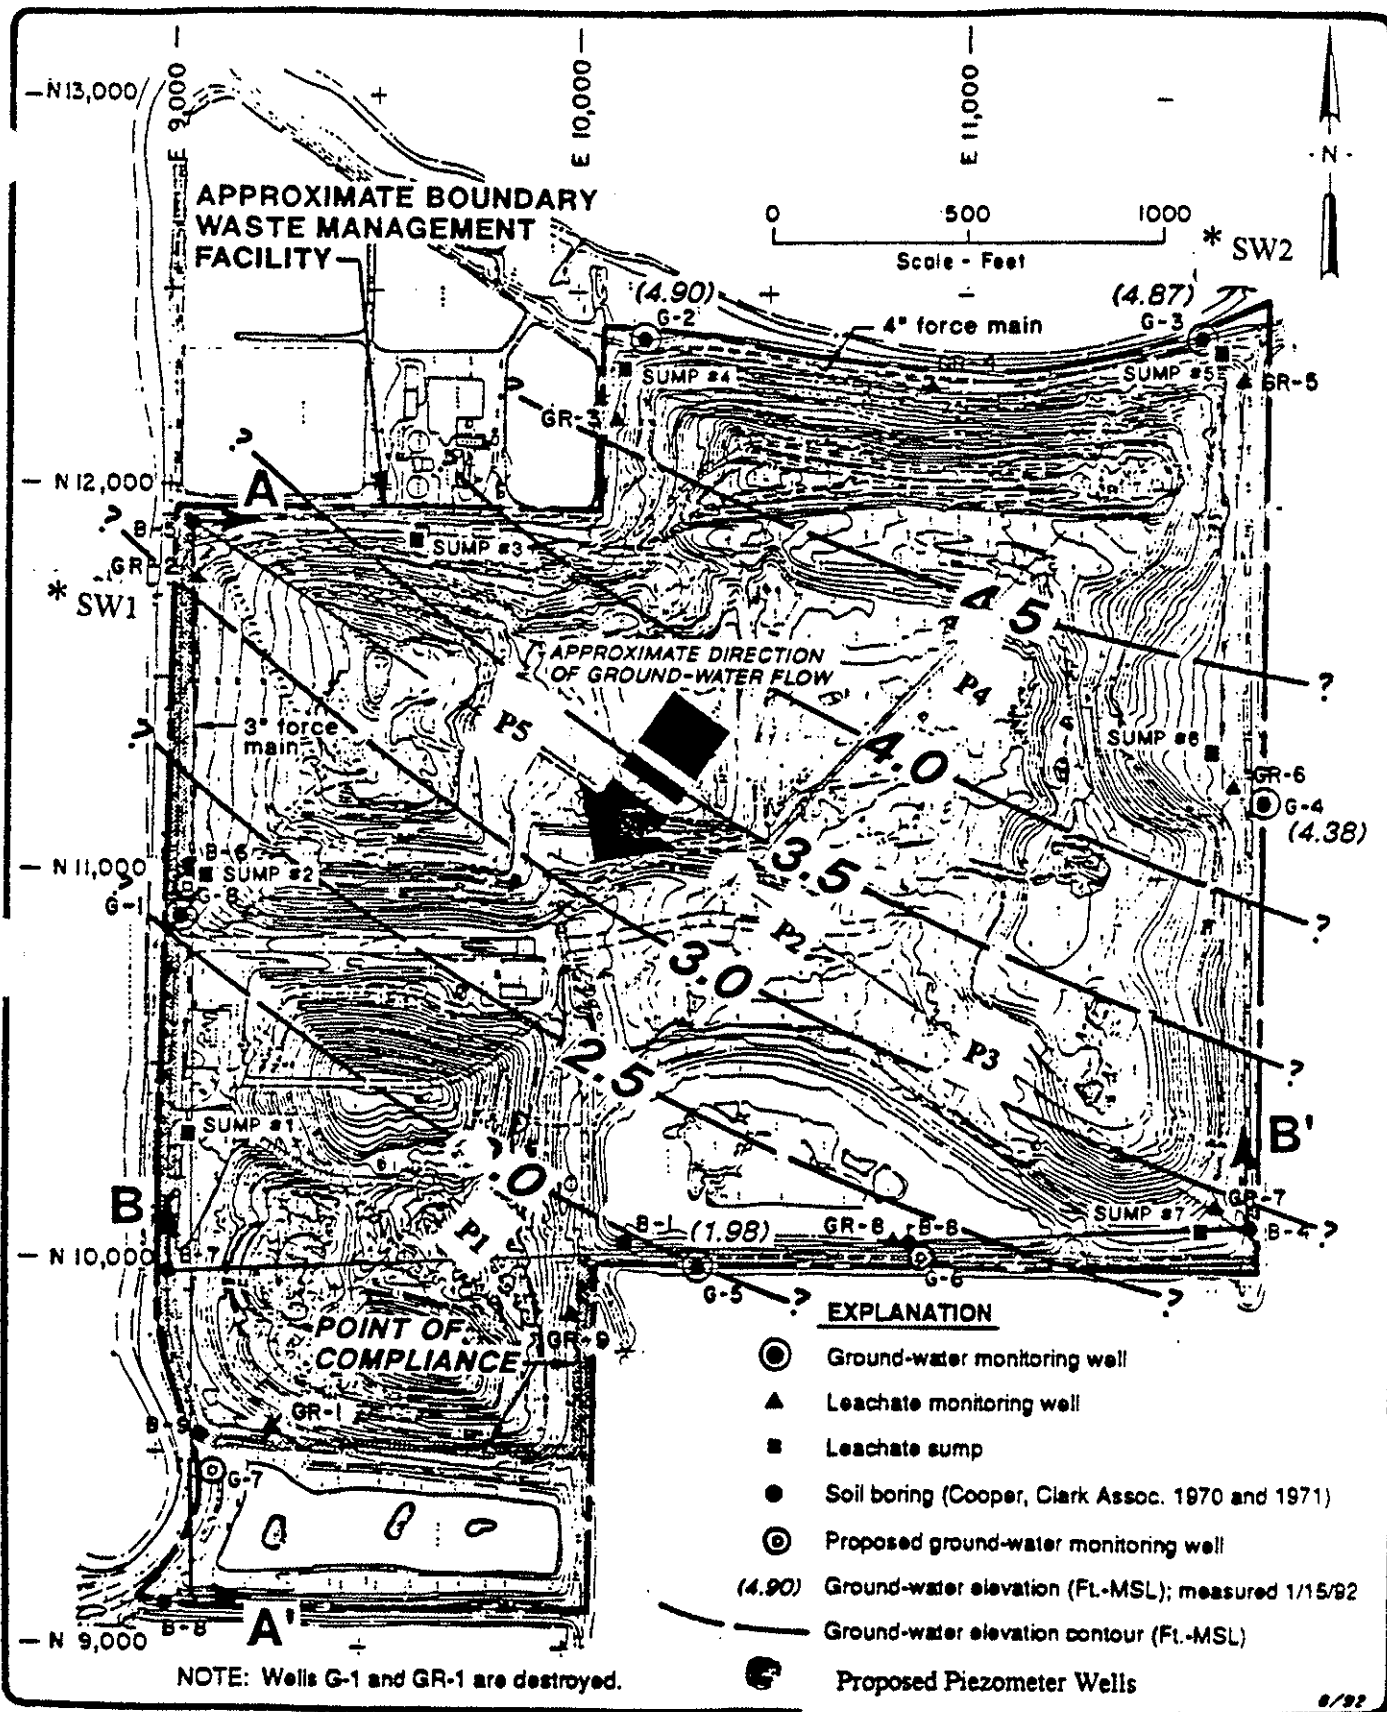 N 13,000
E 9,000
E 10,000
E 11,000
N
APPROXIMATE BOUNDARY
WASTE MANAGEMENT
FACILITY
0 500 1000
Scale - Feet
* SW2
(4.90)
G-2
(4.87)
G-3
4" force main
SUMP #4
GR-4
SUMP #5
GR-5
?
GR-3
?
N 12,000
A
?
B-
SUMP #3
GR-2
* SW1
4.5
APPROXIMATE DIRECTION
OF GROUND-WATER FLOW
P4
?
P5
3" force
main
?
4.0
SUMP #6
GR-6
G-4
(4.38)
3.5
N 11,000
B-6
SUMP #2
?
G-1
G-8
?
P2
3.0
P3
2.5
?
SUMP #1
B'
.0
B
P1
GR-7
SUMP #7
B-4
?
B-1
(1.98)
GR-8
B-8
N 10,000
B-7
G-5
?
G-6
?
POINT OF
COMPLIANCE
GR-9
GR-1
B-9
G-7
A'
B-8
N 9,000
NOTE: Wells G-1 and GR-1 are destroyed.
EXPLANATION
Ground-water monitoring well
Leachate monitoring well
Leachate sump
Soil boring (Cooper, Clark Assoc. 1970 and 1971)
Proposed ground-water monitoring well
(4.90) Ground-water elevation (Ft.-MSL); measured 1/15/92
Ground-water elevation contour (Ft.-MSL)
Proposed Piezometer Wells
6/92